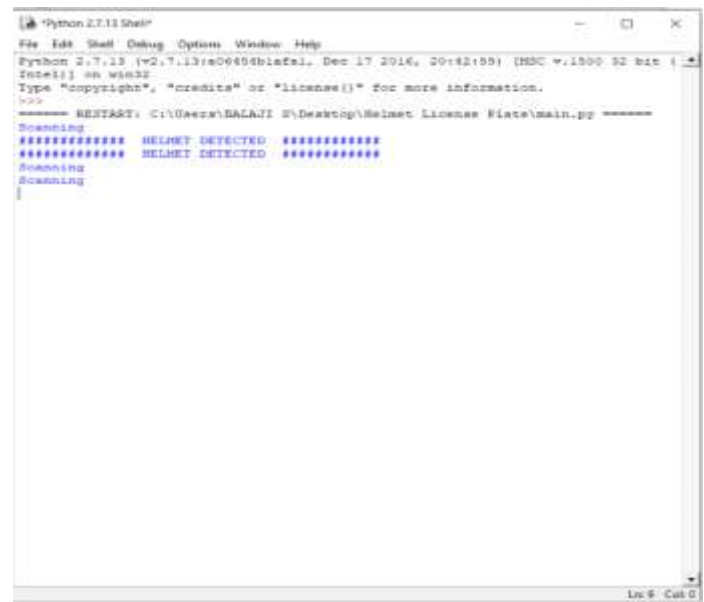 *Python 2.7.13 Shell*
File Edit Shell Debug Options Window Help
Python 2.7.13 (v2.7.13:a06454b1afa1, Dec 17 2016, 20:42:59) [MSC v.1500 32 bit (
Intel)] on win32
Type "copyright", "credits" or "license()" for more information.
>>>
====== RESTART: C:\Users\BALAJI S\Desktop\Helmet License Plate\main.py ======
Scanning
############ HELMET DETECTED ###########
############ HELMET DETECTED ###########
Scanning
Scanning
Ln: 6 Col: 0